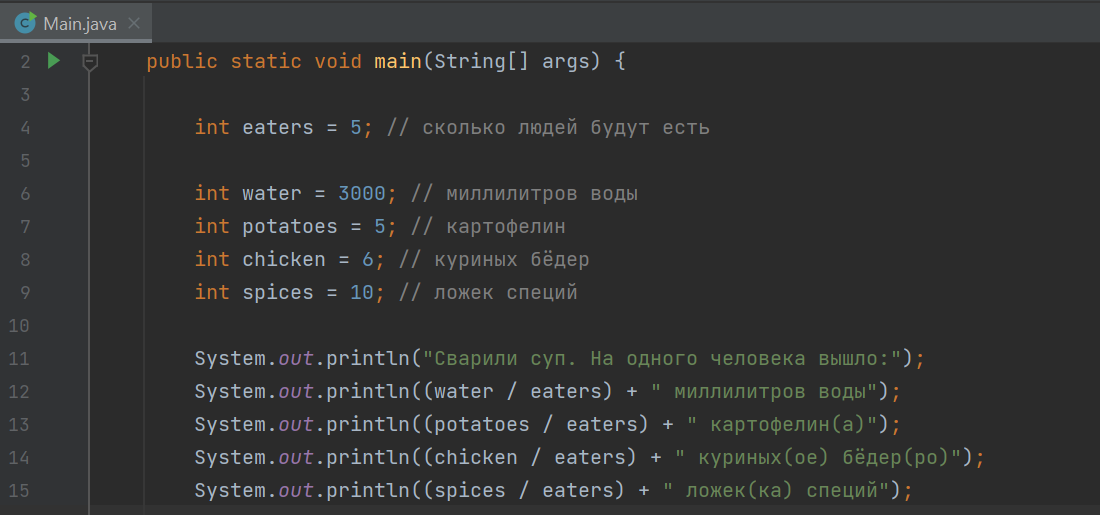 Main.java
2 public static void main(String[] args) {
3
4 int eaters = 5; // сколько людей будут есть
5
6 int water = 3000; // миллилитров воды
7 int potatoes = 5; // картофелин
8 int chicken = 6; // куриных бёдер
9 int spices = 10; // ложек специй
10
11 System.out.println("Сварили суп. На одного человека вышло:");
12 System.out.println((water / eaters) + " миллилитров воды");
13 System.out.println((potatoes / eaters) + " картофелин(а)");
14 System.out.println((chicken / eaters) + " куриных(ое) бёдер(ро)");
15 System.out.println((spices / eaters) + " ложек(ка) специй");